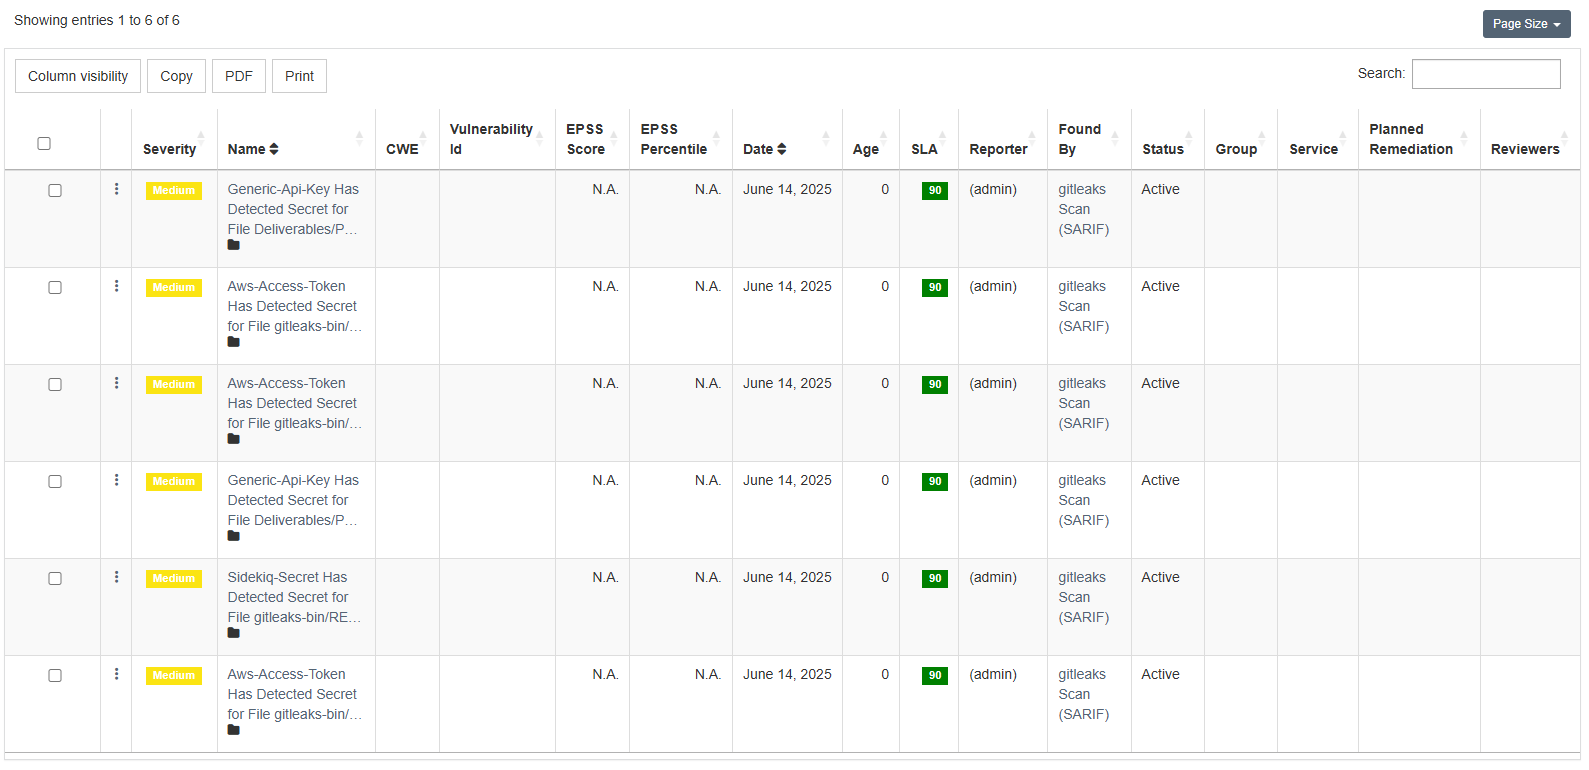 Showing entries 1 to 6 of 6
Page Size
Column visibility Copy PDF Print Search:
Severity Name CWE Vulnerability Id EPSS Score EPSS Percentile Date Age SLA Reporter Found By Status Group Service Planned Remediation Reviewers
Medium Generic-Api-Key Has N.A. N.A. June 14, 2025 0 90 (admin) gitleaks Active
Detected Secret for Scan
File Deliverables/P... (SARIF)
Medium Aws-Access-Token N.A. N.A. June 14, 2025 0 90 (admin) gitleaks Active
Has Detected Secret Scan
for File gitleaks-bin/... (SARIF)
Medium Aws-Access-Token N.A. N.A. June 14, 2025 0 90 (admin) gitleaks Active
Has Detected Secret Scan
for File gitleaks-bin/... (SARIF)
Medium Generic-Api-Key Has N.A. N.A. June 14, 2025 0 90 (admin) gitleaks Active
Detected Secret for Scan
File Deliverables/P... (SARIF)
Medium Sidekiq-Secret Has N.A. N.A. June 14, 2025 0 90 (admin) gitleaks Active
Detected Secret for Scan
File gitleaks-bin/RE... (SARIF)
Medium Aws-Access-Token N.A. N.A. June 14, 2025 0 90 (admin) gitleaks Active
Has Detected Secret Scan
for File gitleaks-bin/... (SARIF)